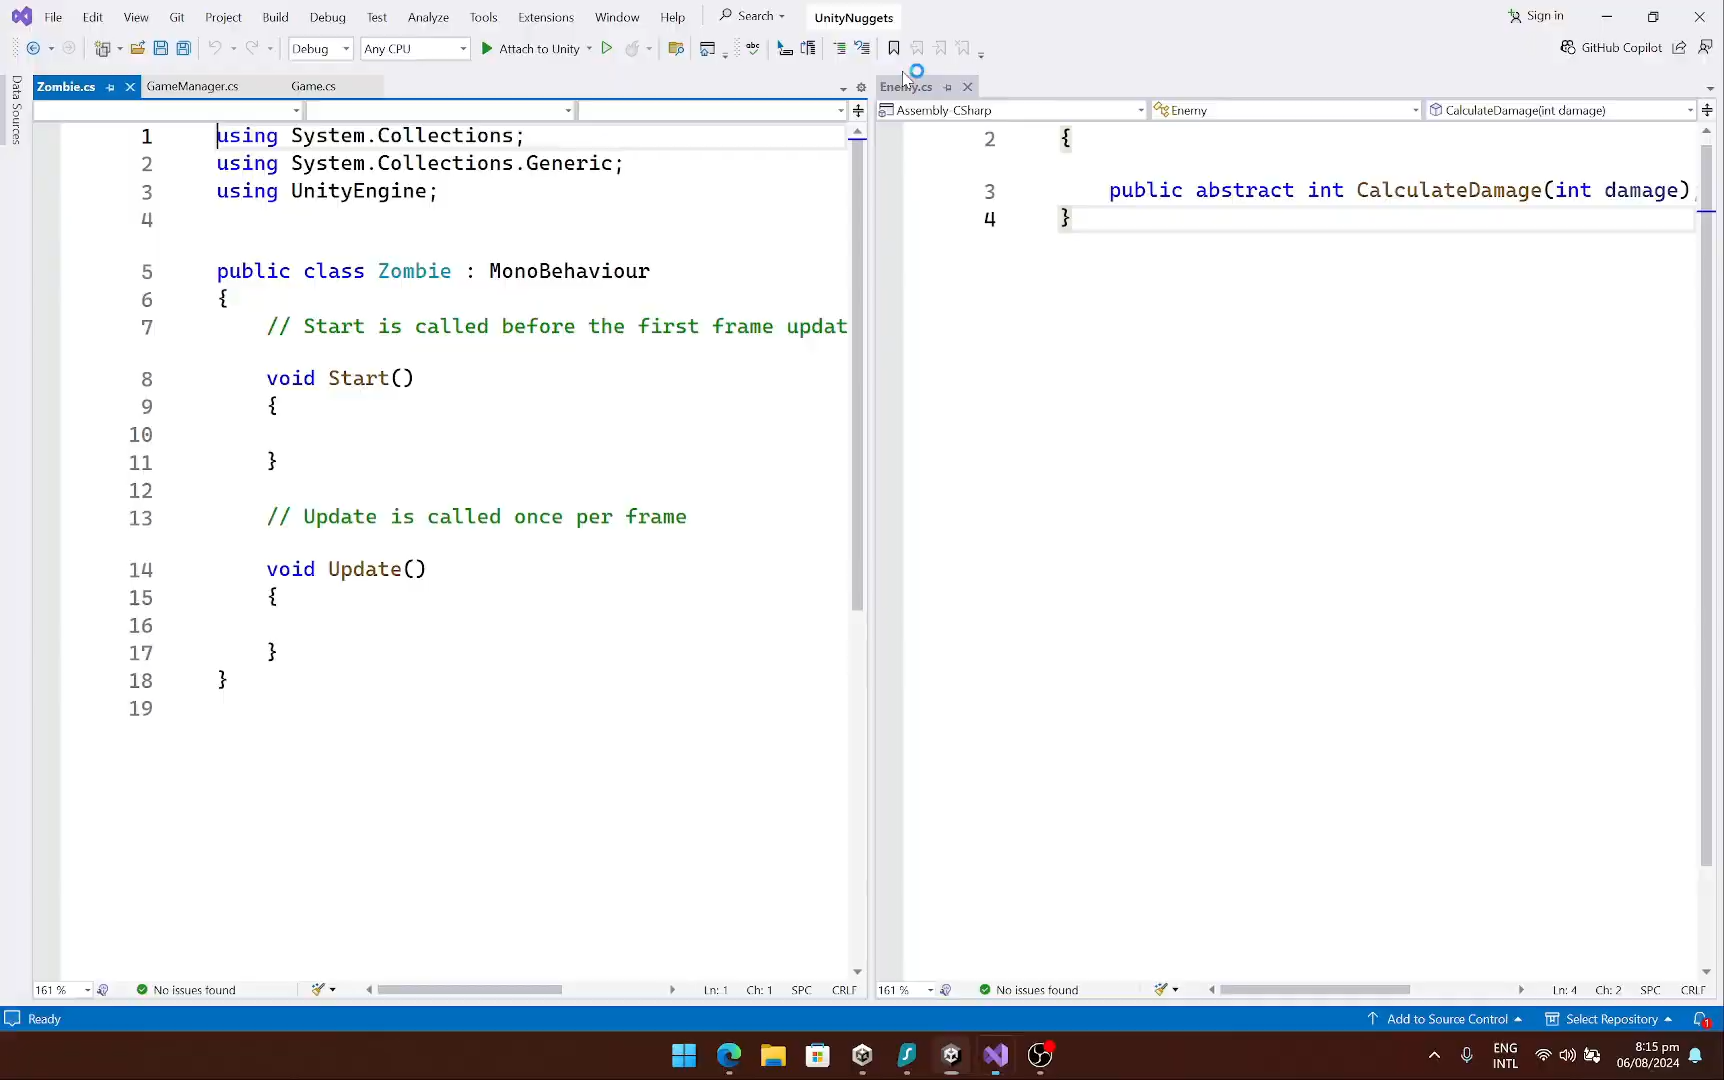 File Edit View Git Project Build Debug Test Analyze Tools Extensions Window Help Search UnityNuggets Sign in
Debug Any CPU Attach to Unity abc GitHub Copilot
Data Sources
Zombie.cs GameManager.cs Game.cs
1 using System.Collections;
2 using System.Collections.Generic;
3 using UnityEngine;
4
5 public class Zombie : MonoBehaviour
6 {
7 // Start is called before the first frame updat
8 void Start()
9 {
10
11 }
12
13 // Update is called once per frame
14 void Update()
15 {
16
17 }
18 }
19
161 % No issues found Ln: 1 Ch: 1 SPC CRLF
Enemy.cs
Assembly-CSharp Enemy CalculateDamage(int damage)
2 {
3 public abstract int CalculateDamage(int damage)
4 }
161 % No issues found Ln: 4 Ch: 2 SPC CRLF
Ready Add to Source Control Select Repository 1
ENG INTL 8:15 pm
06/08/2024